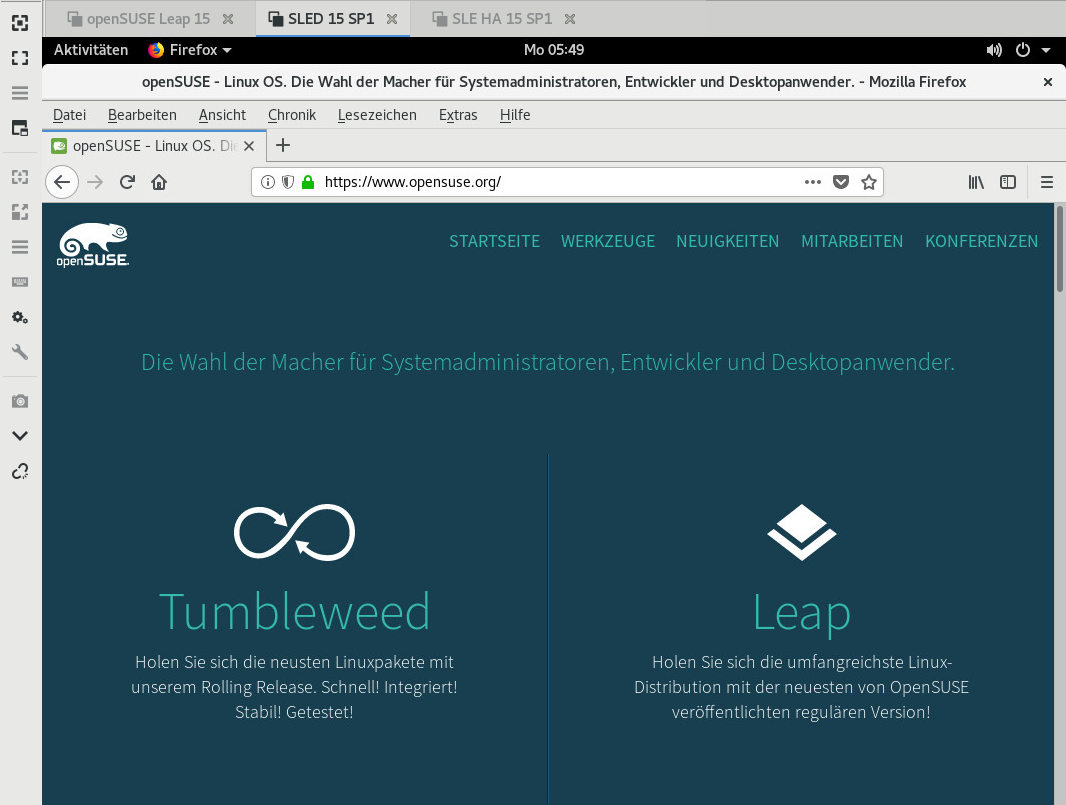 openSUSE Leap 15
SLED 15 SP1
SLE HA 15 SP1
Aktivitäten
Firefox
Mo 05:49
openSUSE - Linux OS. Die Wahl der Macher für Systemadministratoren, Entwickler und Desktopanwender. - Mozilla Firefox
Datei Bearbeiten Ansicht Chronik Lesezeichen Extras Hilfe
openSUSE - Linux OS. Die
https://www.opensuse.org/
openSUSE.
STARTSEITE WERKZEUGE NEUIGKEITEN MITARBEITEN KONFERENZEN
Die Wahl der Macher für Systemadministratoren, Entwickler und Desktopanwender.
Tumbleweed
Holen Sie sich die neusten Linuxpakete mit
unserem Rolling Release. Schnell! Integriert!
Stabil! Getestet!
Leap
Holen Sie sich die umfangreichste Linux-
Distribution mit der neuesten von OpenSUSE
veröffentlichten regulären Version!